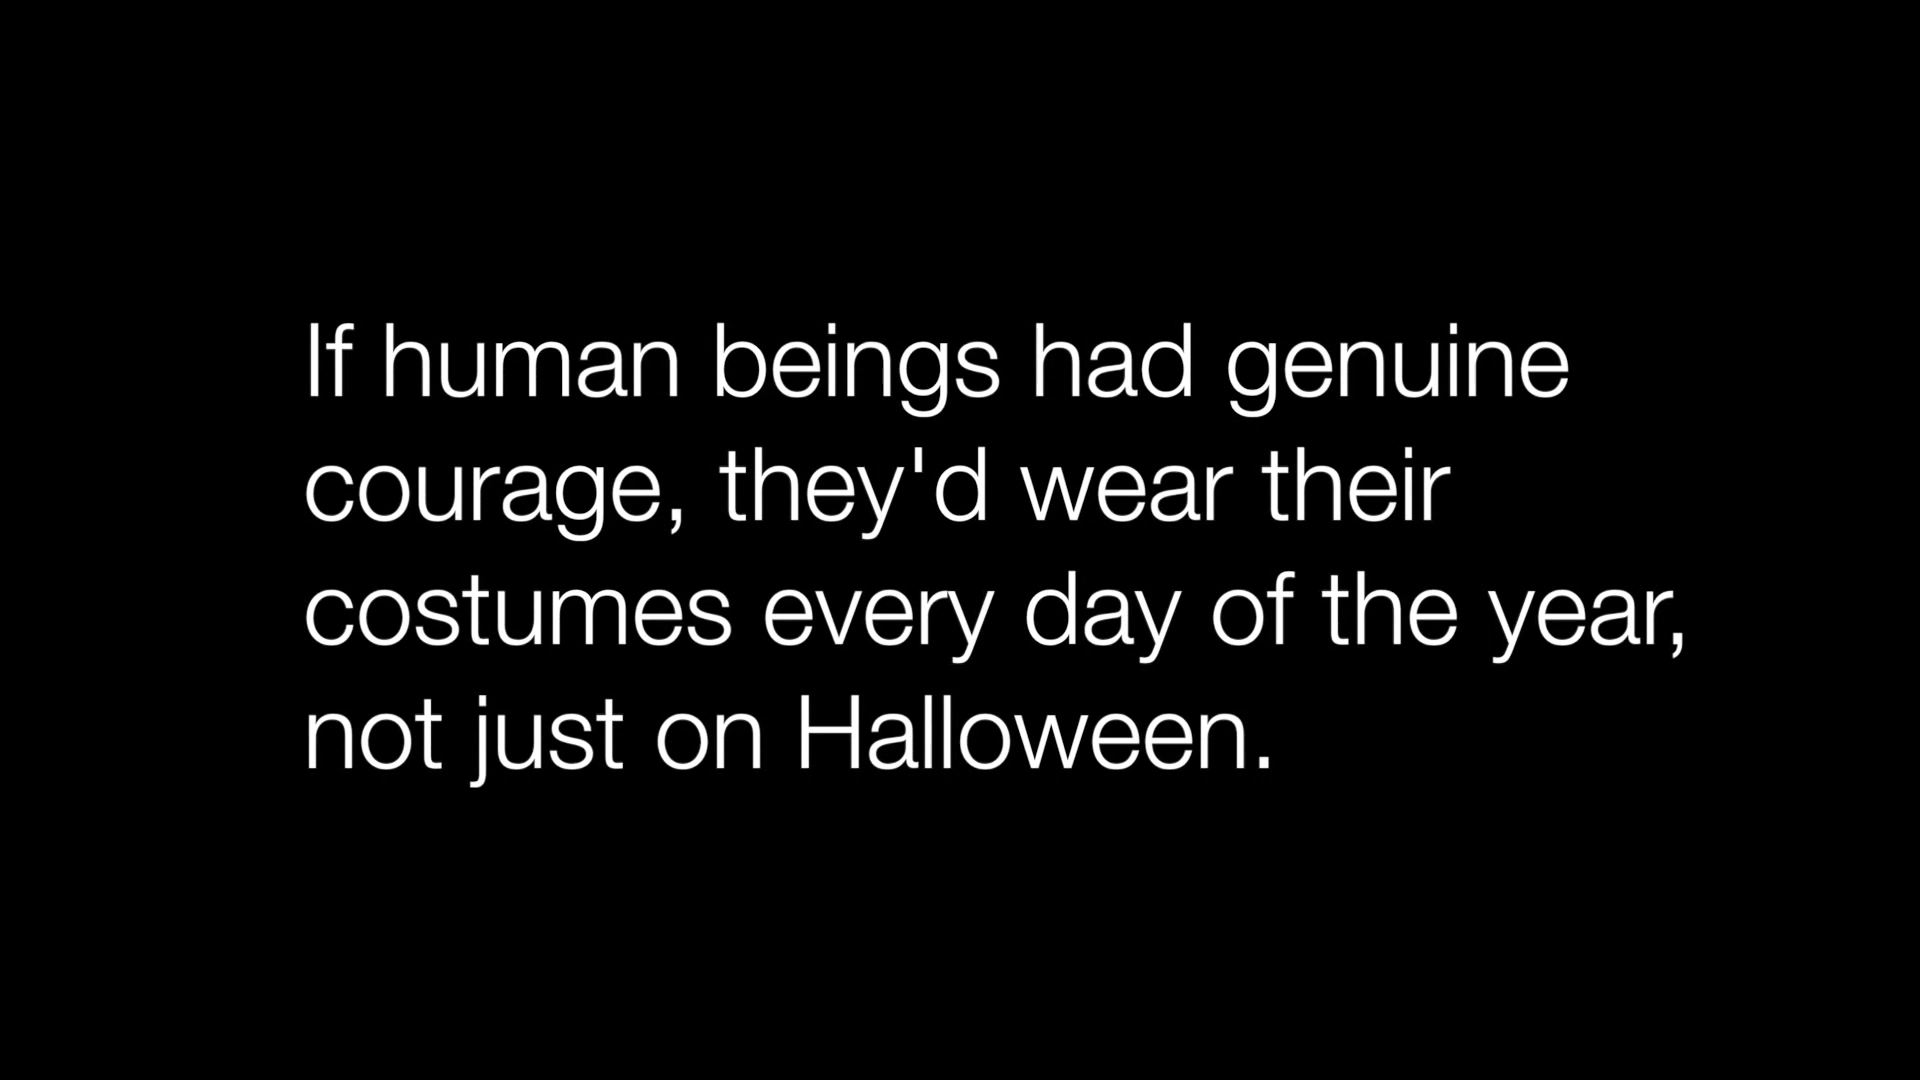 If human beings had genuine
courage, they'd wear their
costumes every day of the year,
not just on Halloween.